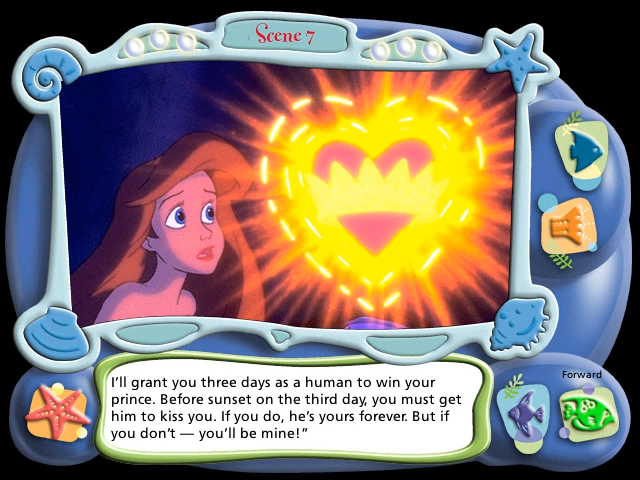 Scene 7
I'll grant you three days as a human to win your
prince. Before sunset on the third day, you must get
him to kiss you. If you do, he's yours forever. But if
you don't — you'll be mine!”
Forward